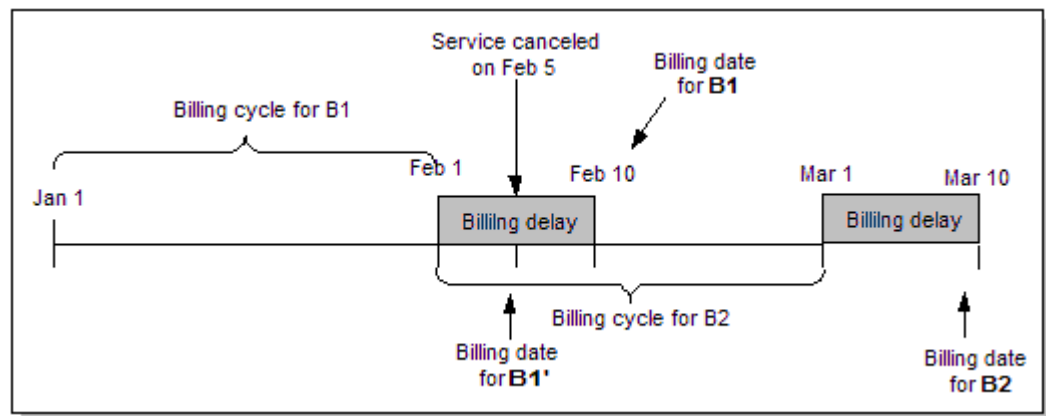 Service canceled
on Feb 5
Billing date
for B1
Billing cycle for B1
Feb 1
Feb 10
Mar 1
Mar 10
Jan 1
Billilng delay
Billilng delay
Billing cycle for B2
Billing date
for B1'
Billing date
for B2